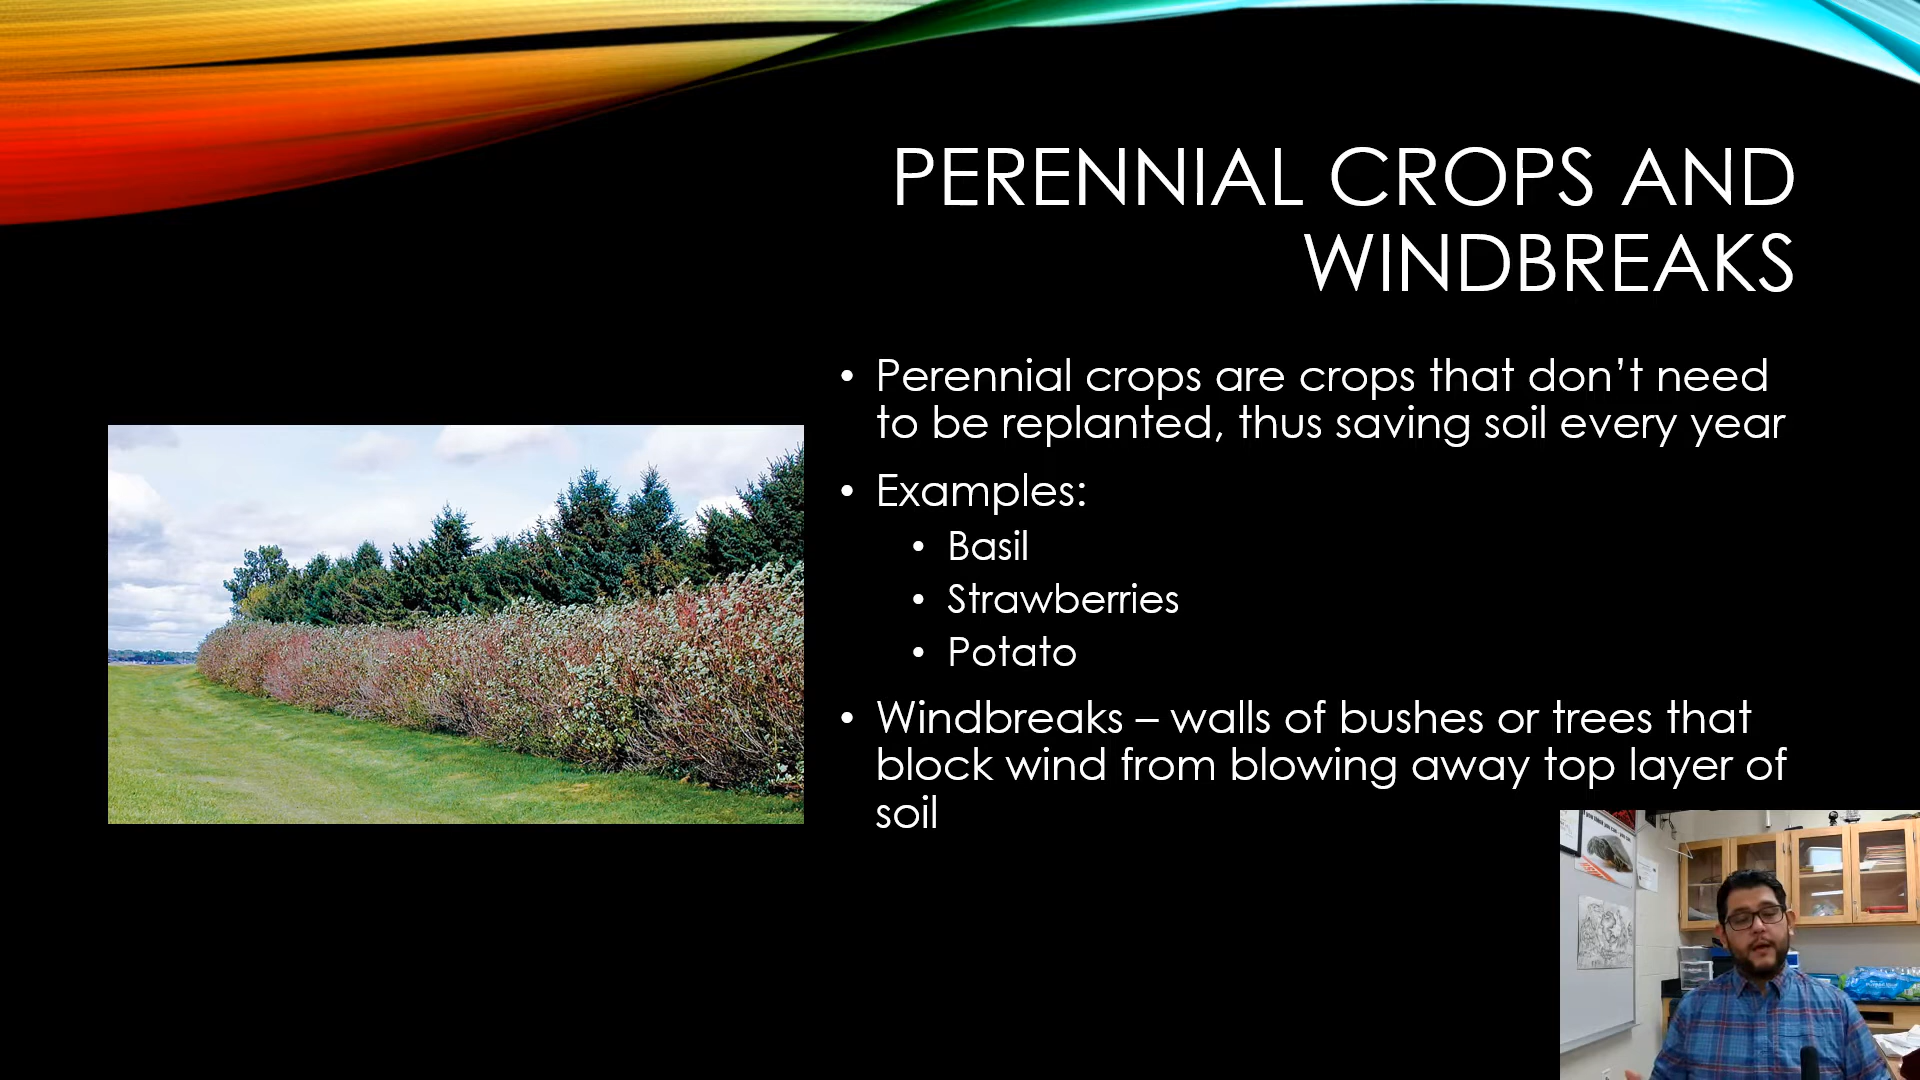 PERENNIAL CROPS AND
WINDBREAKS
• Perennial crops are crops that don’t need
to be replanted, thus saving soil every year
• Examples:
• Basil
• Strawberries
• Potato
• Windbreaks – walls of bushes or trees that
block wind from blowing away top layer of
soil